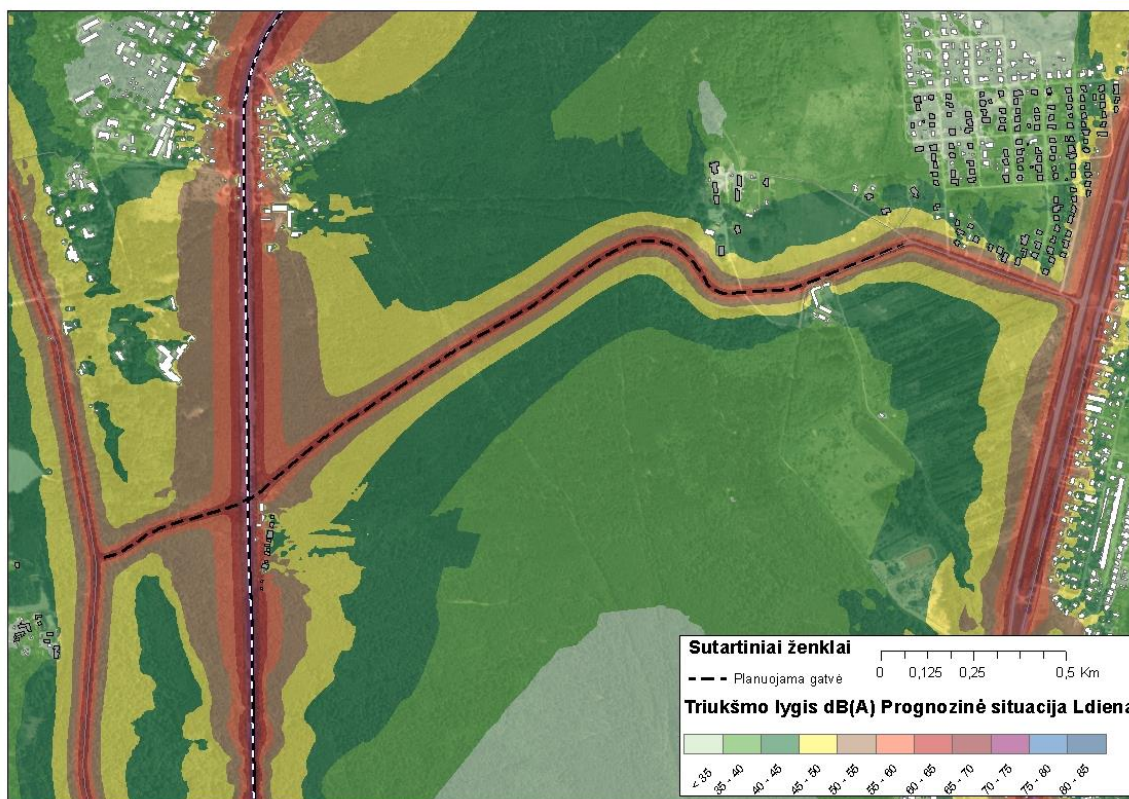 Sutartiniai ženklai
Planuojama gatvė
0 0,125 0,25 0,5 Km
Triukšmo lygis dB(A) Prognozinė situacija Ldiena
< 35
35 - 40
40 - 45
45 - 50
50 - 55
55 - 60
60 - 65
65 - 70
70 - 75
75 - 80
80 - 85